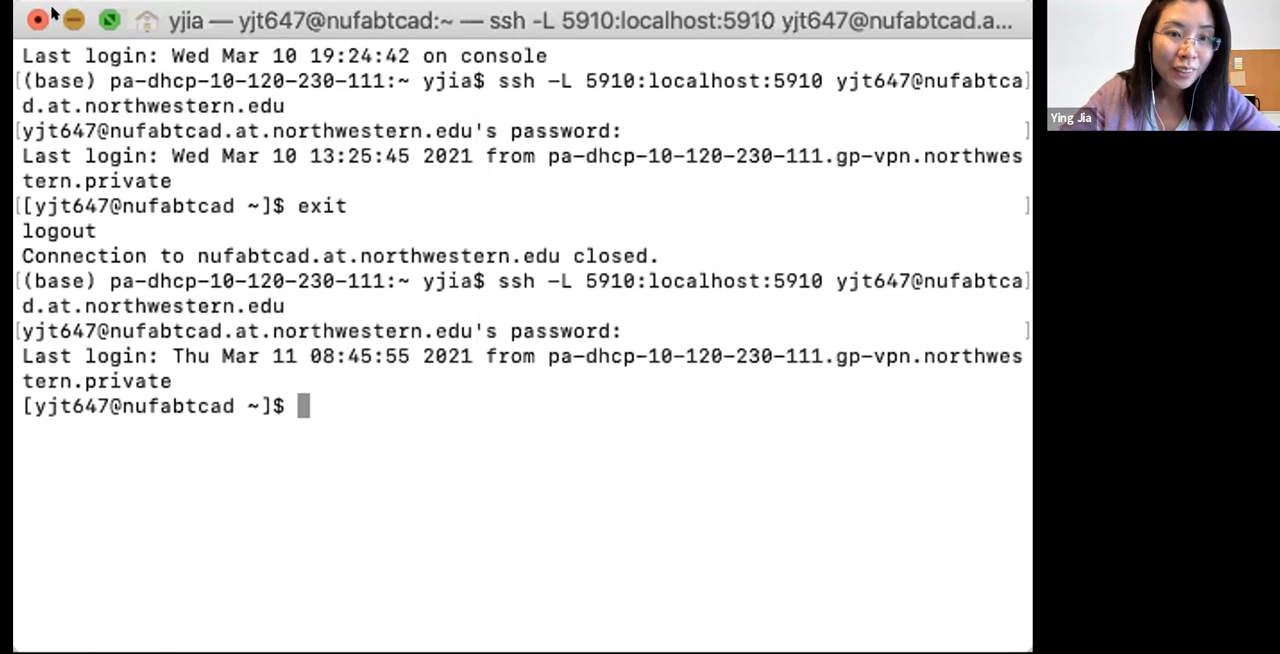 yjia — yjt647@nufabtcad:~ — ssh -L 5910:localhost:5910 yjt647@nufabtcad.a...
Last login: Wed Mar 10 19:24:42 on console
[(base) pa-dhcp-10-120-230-111:~ yjia$ ssh -L 5910:localhost:5910 yjt647@nufabtca]
d.at.northwestern.edu
[yjt647@nufabtcad.at.northwestern.edu's password: ]
Last login: Wed Mar 10 13:25:45 2021 from pa-dhcp-10-120-230-111.gp-vpn.northwes
tern.private
[[yjt647@nufabtcad ~]$ exit ]
logout
Connection to nufabtcad.at.northwestern.edu closed.
[(base) pa-dhcp-10-120-230-111:~ yjia$ ssh -L 5910:localhost:5910 yjt647@nufabtca]
d.at.northwestern.edu
[yjt647@nufabtcad.at.northwestern.edu's password: ]
Last login: Thu Mar 11 08:45:55 2021 from pa-dhcp-10-120-230-111.gp-vpn.northwes
tern.private
[yjt647@nufabtcad ~]$
Ying Jia